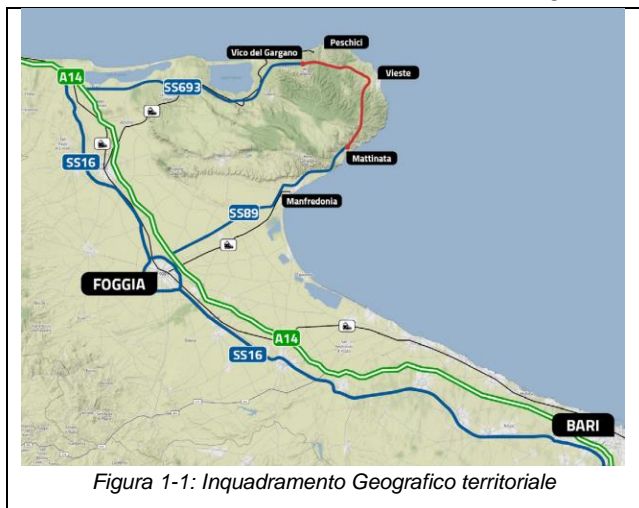 Peschici
Vico del Gargano
A14
Vieste
SS693
SS16
Mattinata
Manfredonia
SS89
FOGGIA
A14
SS16
BARI
Figura 1-1: Inquadramento Geografico territoriale